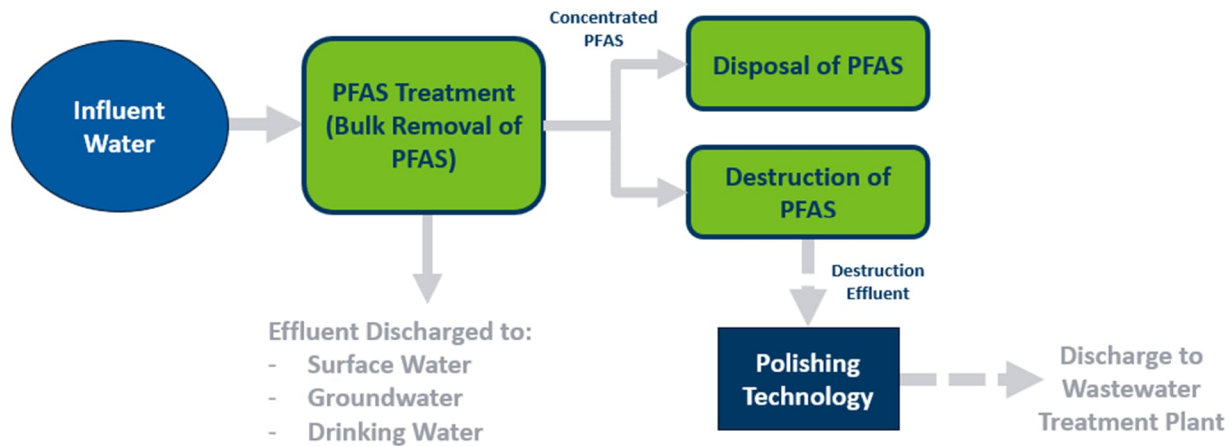 Influent
Water
PFAS Treatment
(Bulk Removal of
PFAS)
Concentrated
PFAS
Disposal of PFAS
Destruction of
PFAS
Destruction
Effluent
Effluent Discharged to:
- Surface Water
- Groundwater
- Drinking Water
Polishing
Technology
Discharge to
Wastewater
Treatment Plant